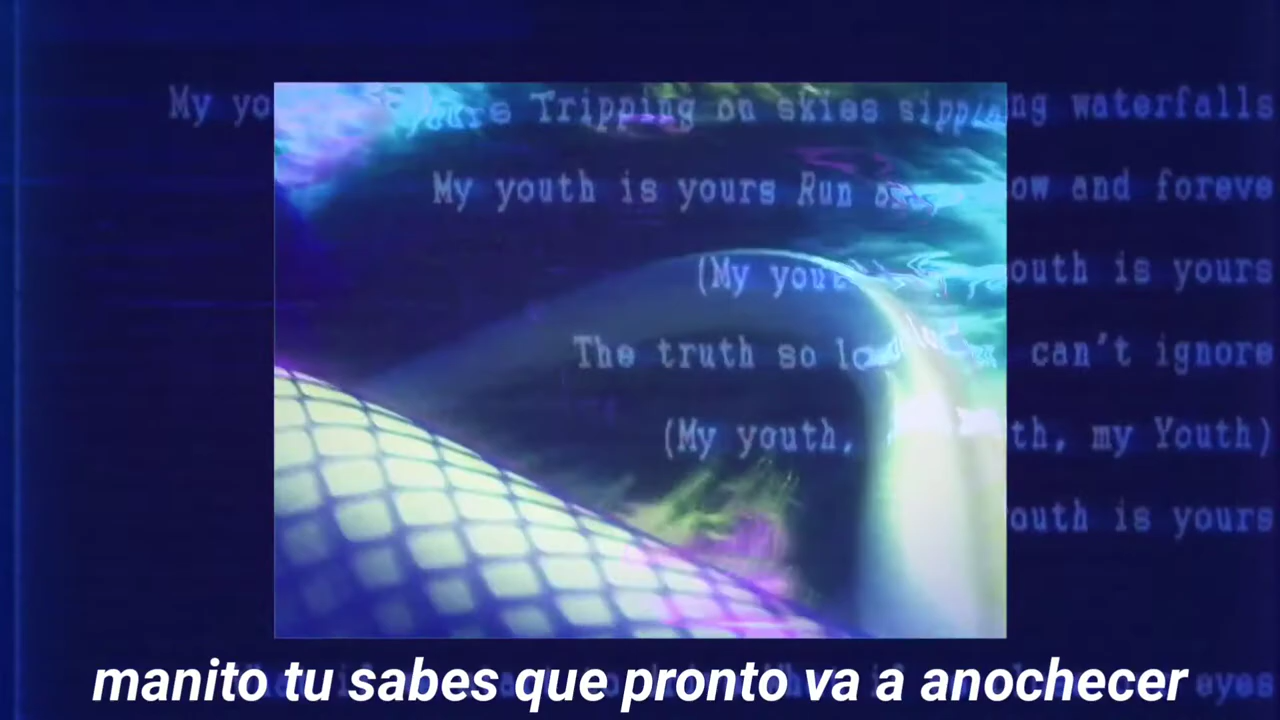 My yo yours Tripping on skies sipping waterfalls
My youth is yours Run ow and foreve
(My yout outh is yours
The truth so lo can't ignore
(My youth, th, my Youth)
outh is yours
eyes
manito tu sabes que pronto va a anochecer